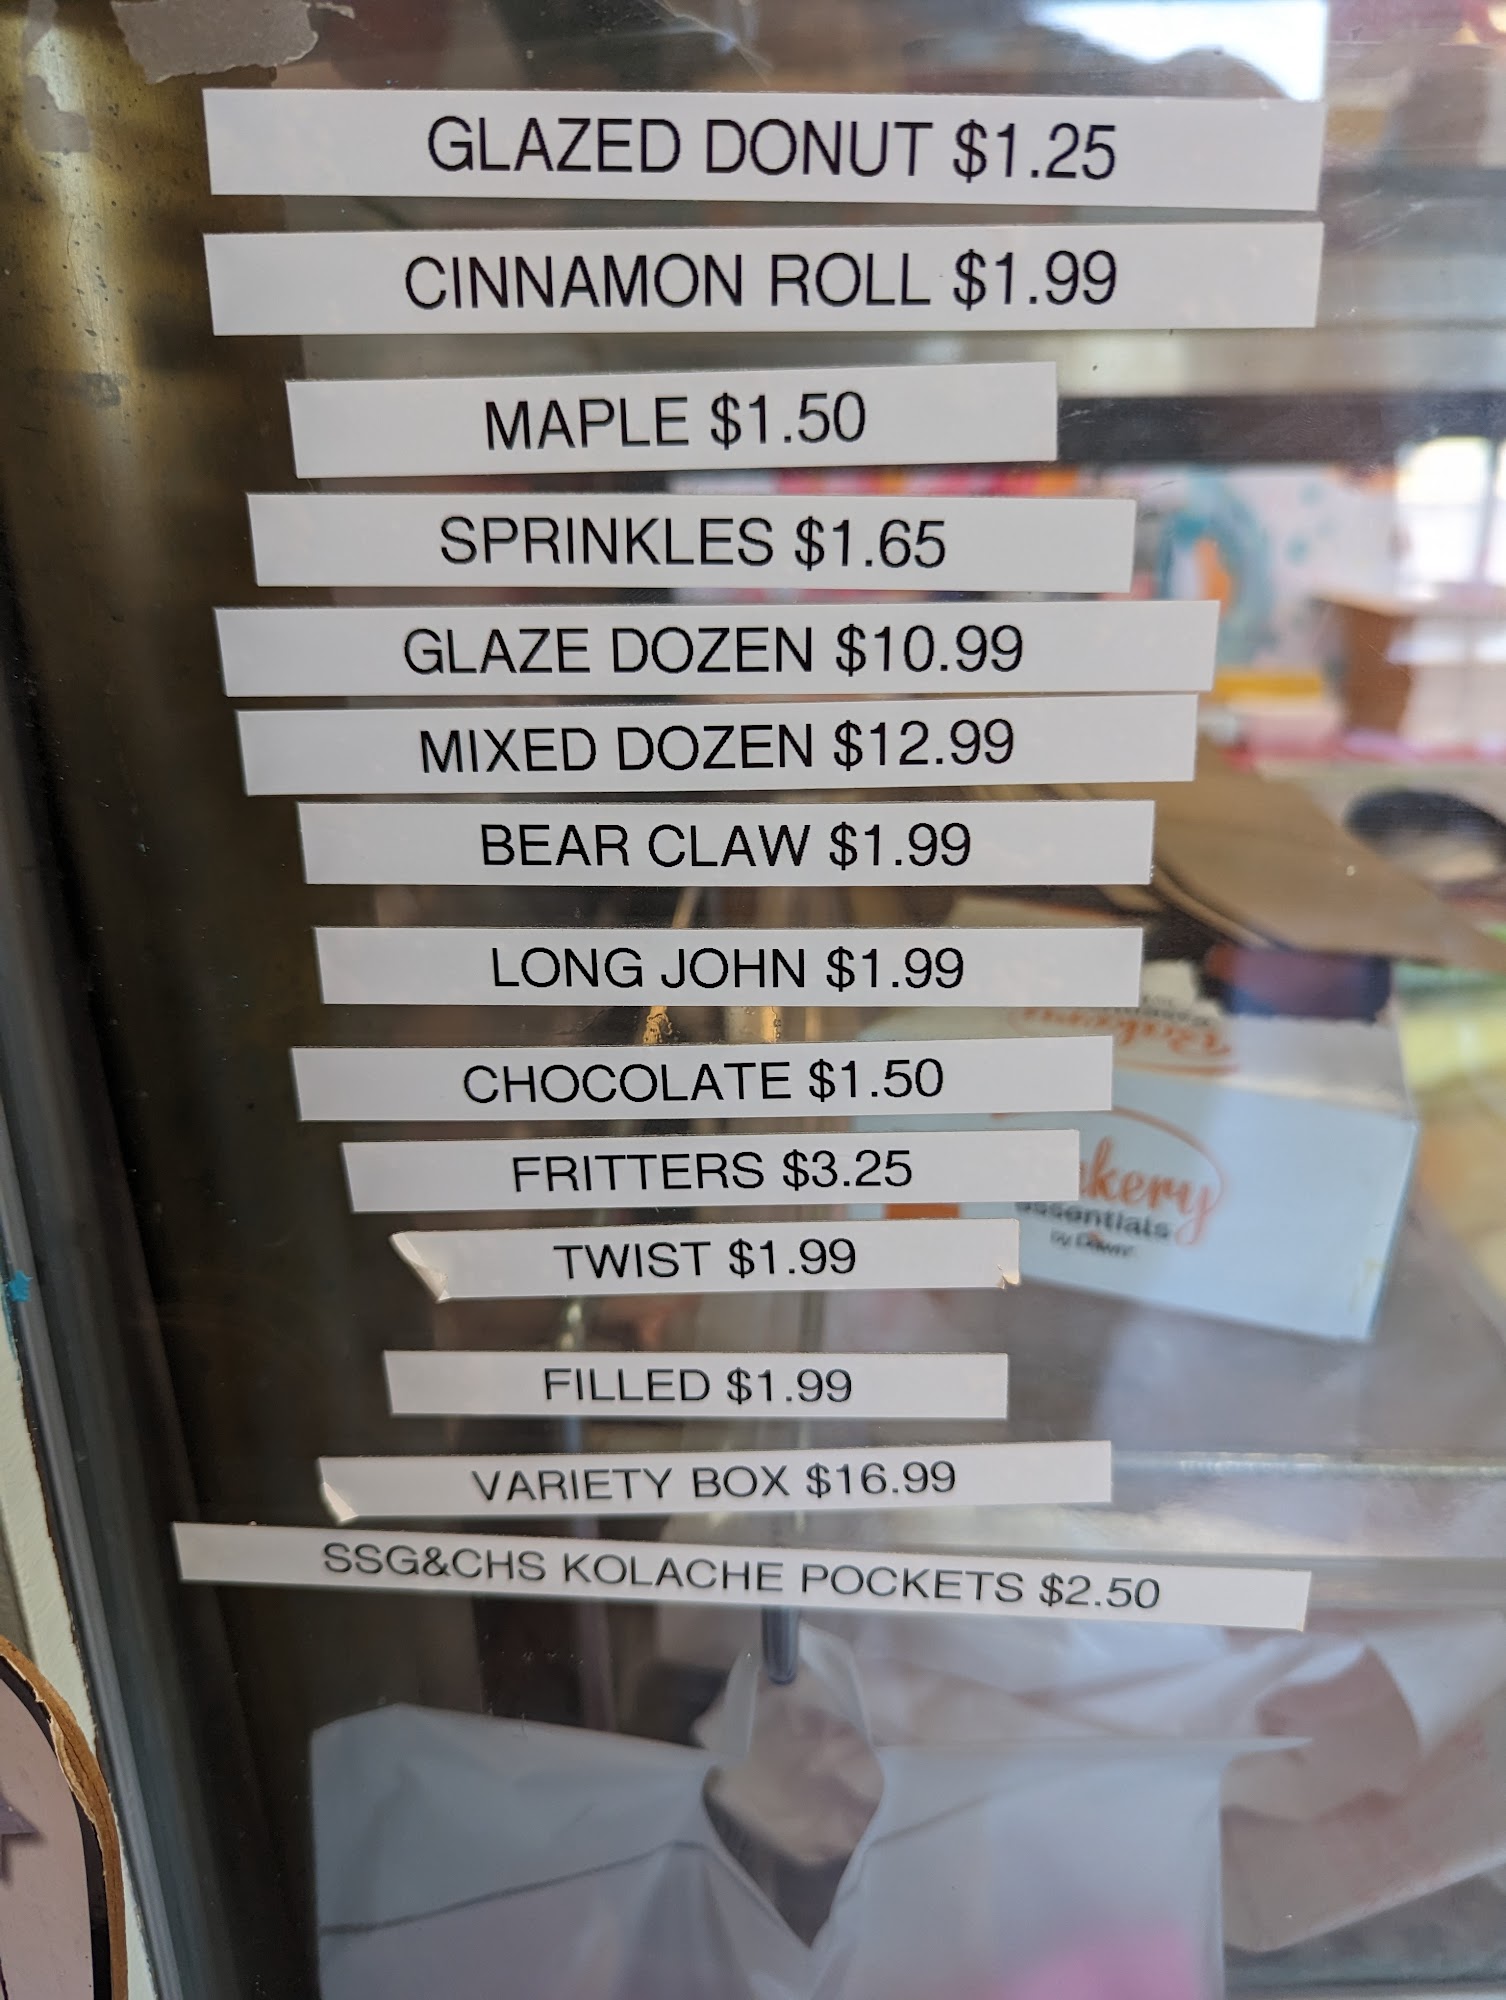 GLAZED DONUT $1.25
CINNAMON ROLL $1.99
MAPLE $1.50
SPRINKLES $1.65
GLAZE DOZEN $10.99
MIXED DOZEN $12.99
BEAR CLAW $1.99
LONG JOHN $1.99
CHOCOLATE $1.50
FRITTERS $3.25
TWIST $1.99
FILLED $1.99
VARIETY BOX $16.99
SSG&CHS KOLACHE POCKETS $2.50
essentials